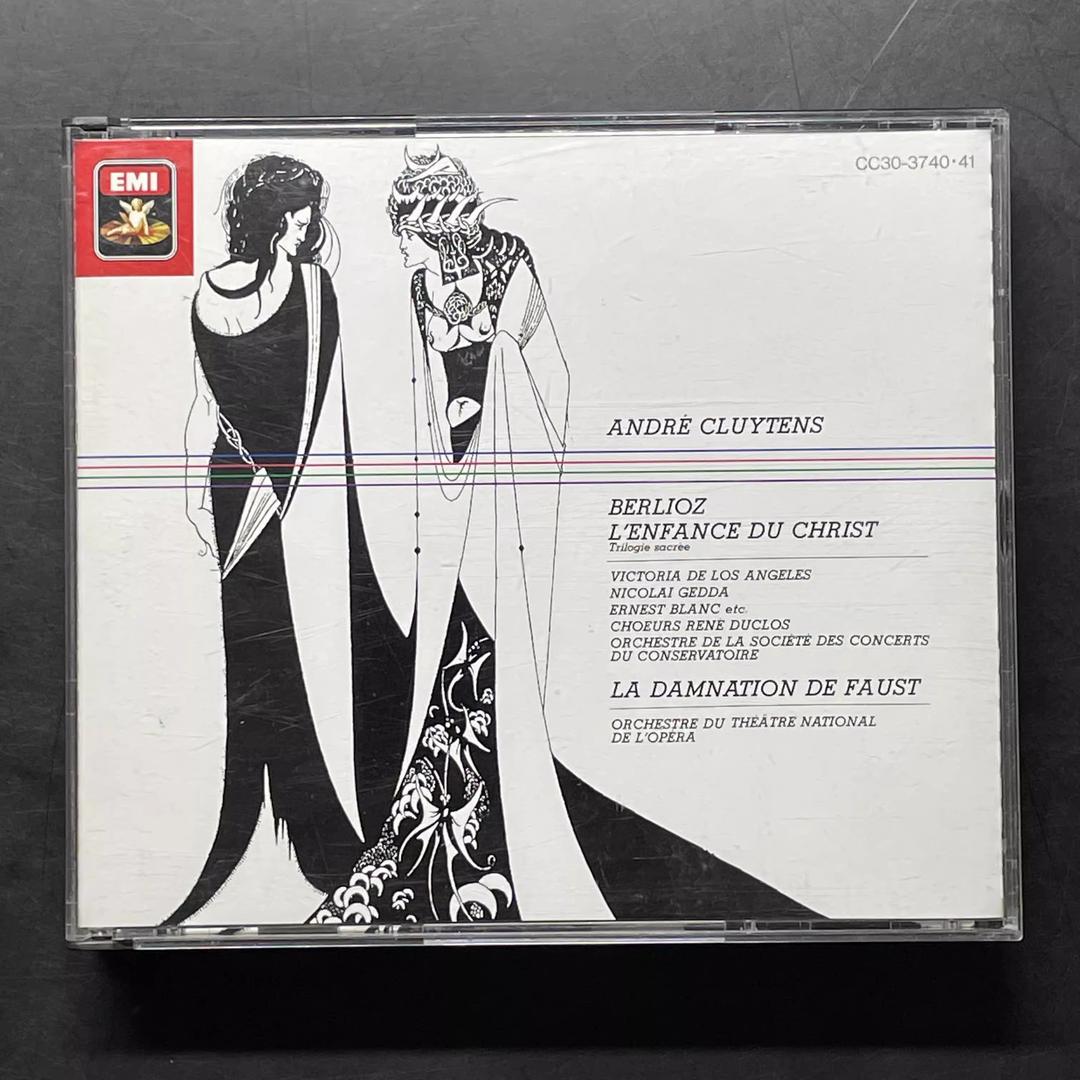 EMI
CC30-3740·41
ANDRÉ CLUYTENS
BERLIOZ
L'ENFANCE DU CHRIST
Trilogie sacrée
VICTORIA DE LOS ANGELES
NICOLAI GEDDA
ERNEST BLANC etc.
CHOEURS RENÉ DUCLOS
ORCHESTRE DE LA SOCIÉTÉ DES CONCERTS
DU CONSERVATOIRE
LA DAMNATION DE FAUST
ORCHESTRE DU THÉÂTRE NATIONAL
DE L'OPÉRA